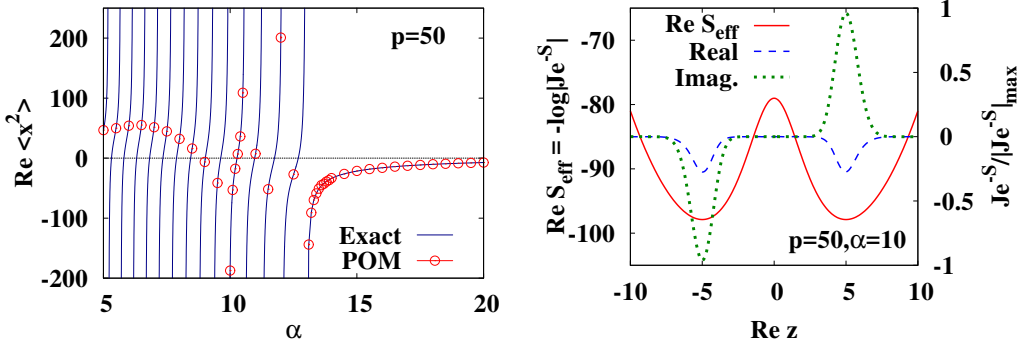 p=50
Re <x²>
200
100
0
-100
-200
Exact
POM
5
10
15
20
α
Re S_eff = -log|Je^-S|
-70
-80
-90
-100
Re S_eff
Real
Imag.
p=50,α=10
-10
-5
0
5
10
Re z
1
0.5
0
-0.5
-1
Je^-S/|Je^-S|_max